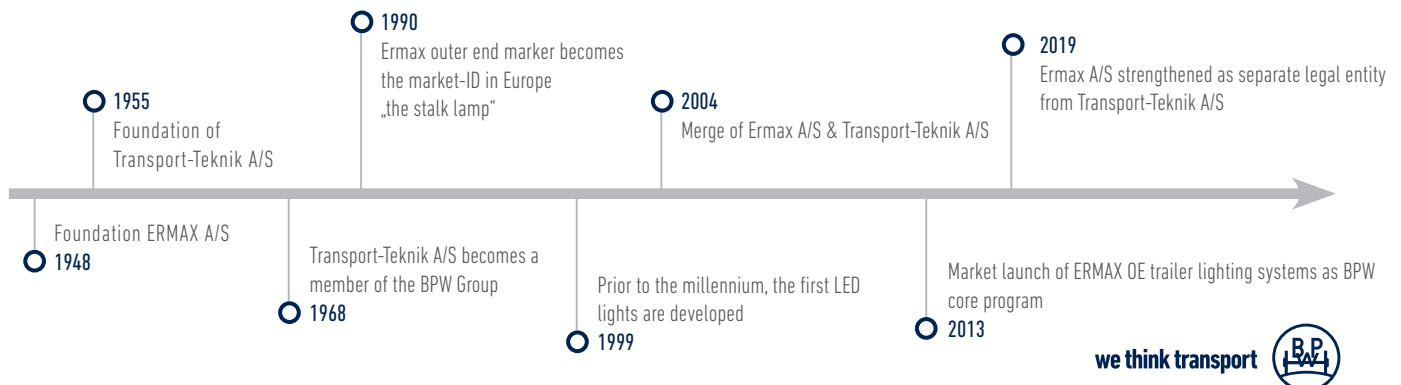 1948
Foundation ERMAX A/S
1955
Foundation of
Transport-Teknik A/S
1968
Transport-Teknik A/S becomes a
member of the BPW Group
1990
Ermax outer end marker becomes
the market-ID in Europe
„the stalk lamp“
1999
Prior to the millennium, the first LED
lights are developed
2004
Merge of Ermax A/S & Transport-Teknik A/S
2013
Market launch of ERMAX OE trailer lighting systems as BPW
core program
2019
Ermax A/S strengthened as separate legal entity
from Transport-Teknik A/S
we think transport
BPW